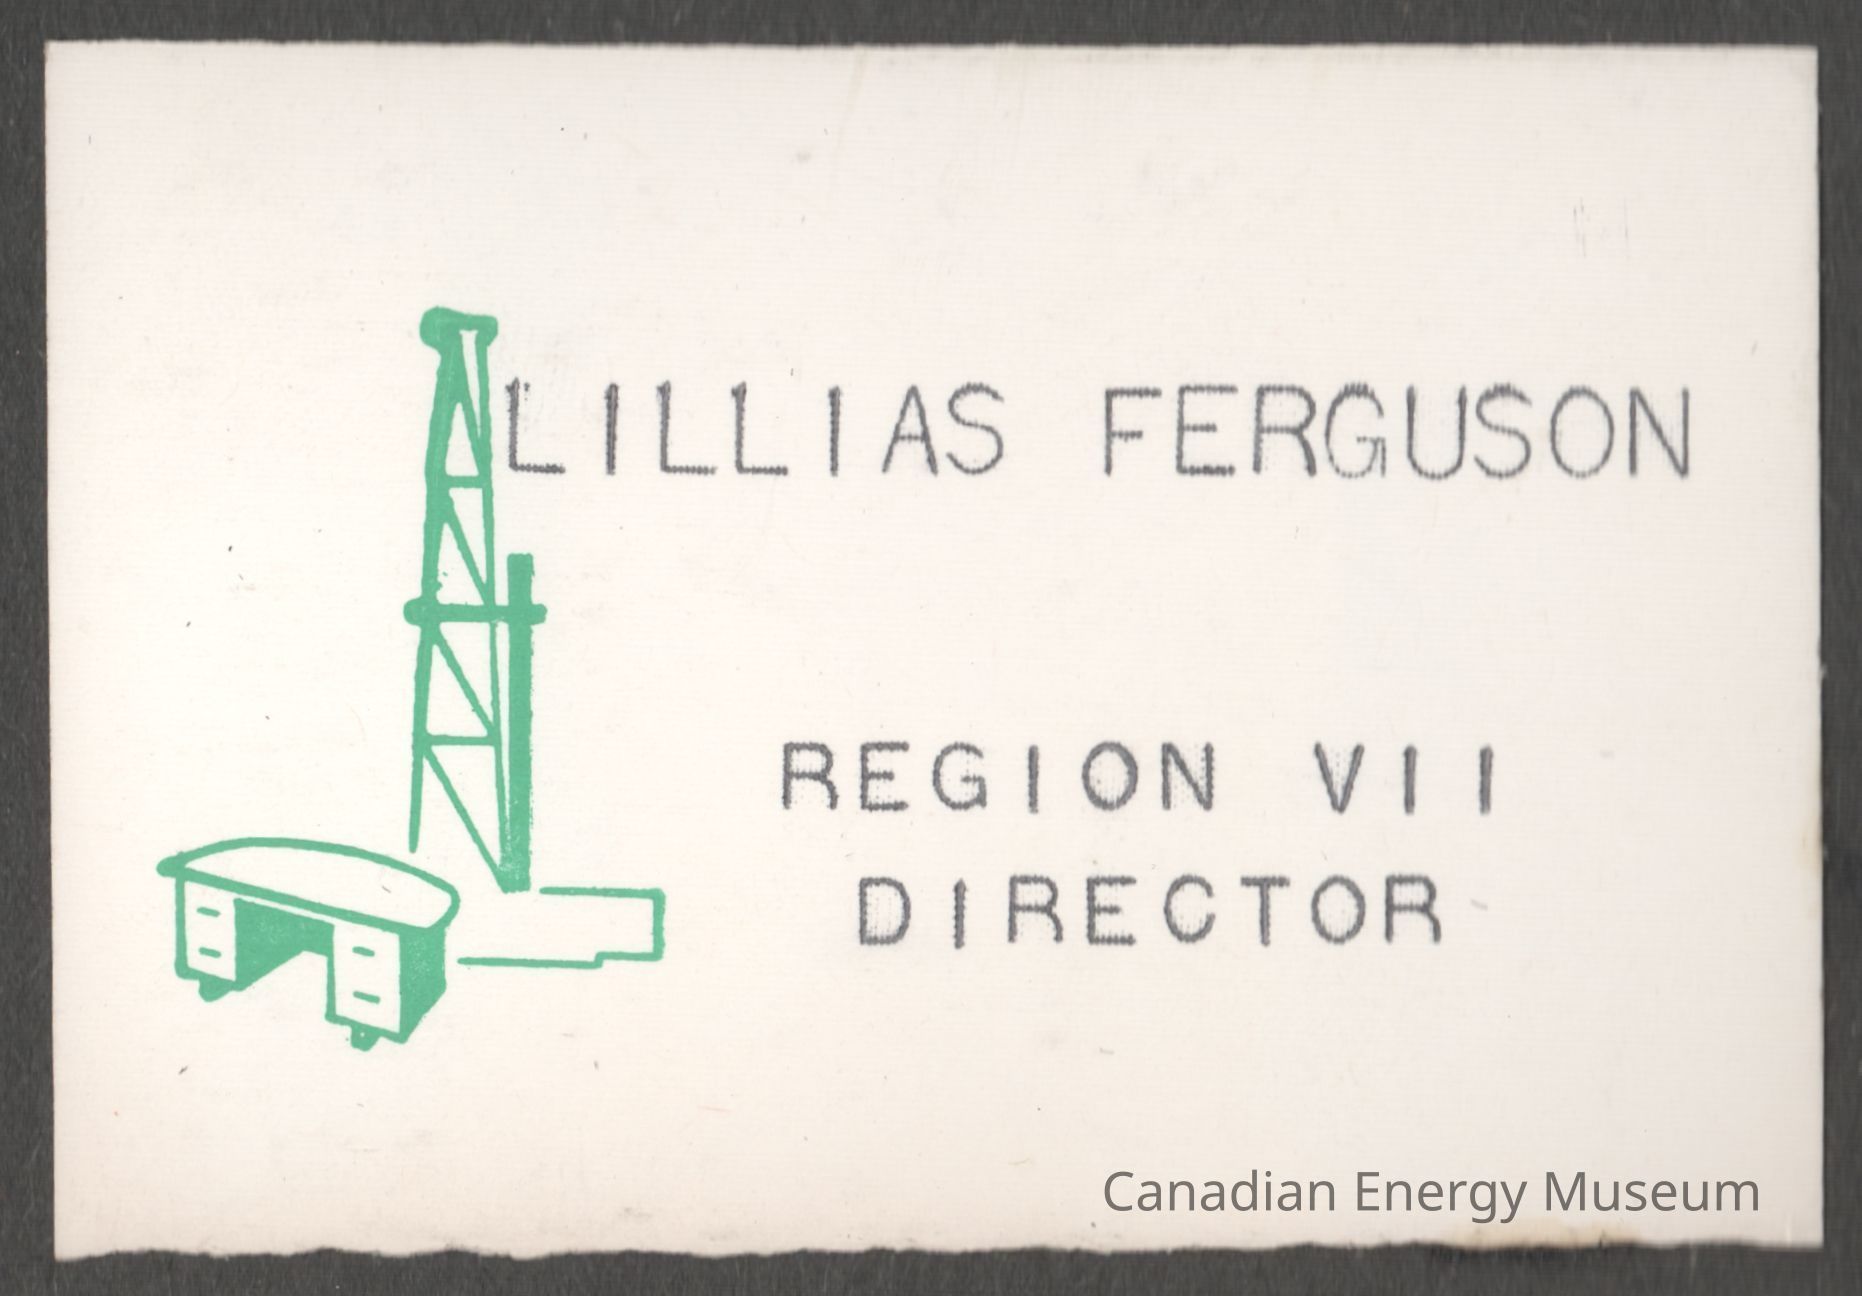 LILLIAS FERGUSON
REGION VII
DIRECTOR
Canadian Energy Museum